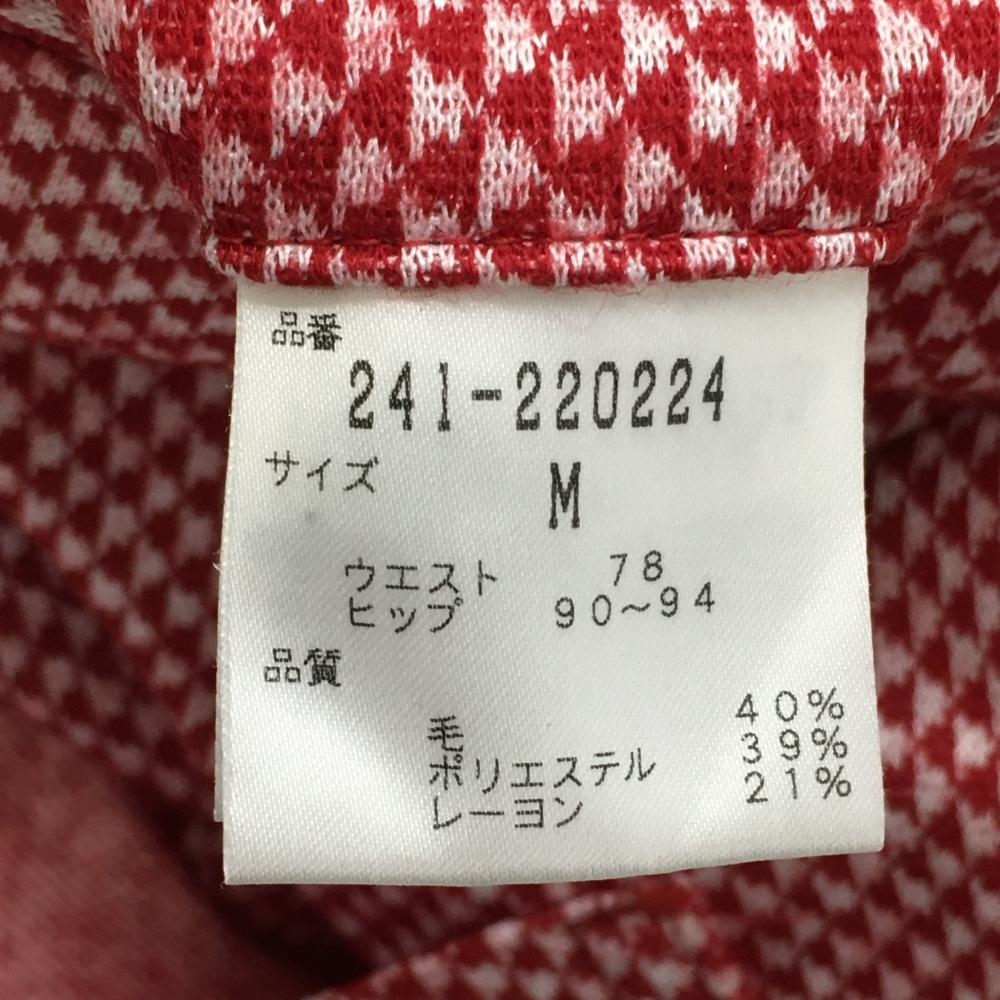 品番
241-220224
サイズ
M
ウエスト 78
ヒップ 90~94
品質
毛 40%
ポリエステル 39%
レーヨン 21%